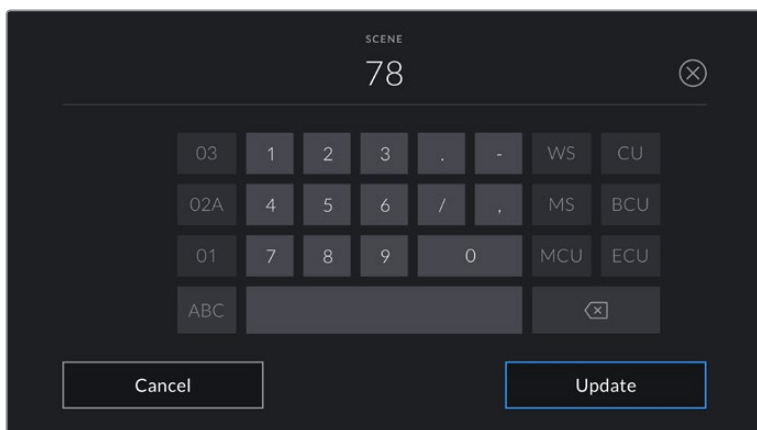 SCENE
78
03 1 2 3 . - WS CU
02A 4 5 6 / , MS BCU
01 7 8 9 0 MCU ECU
ABC
Cancel Update